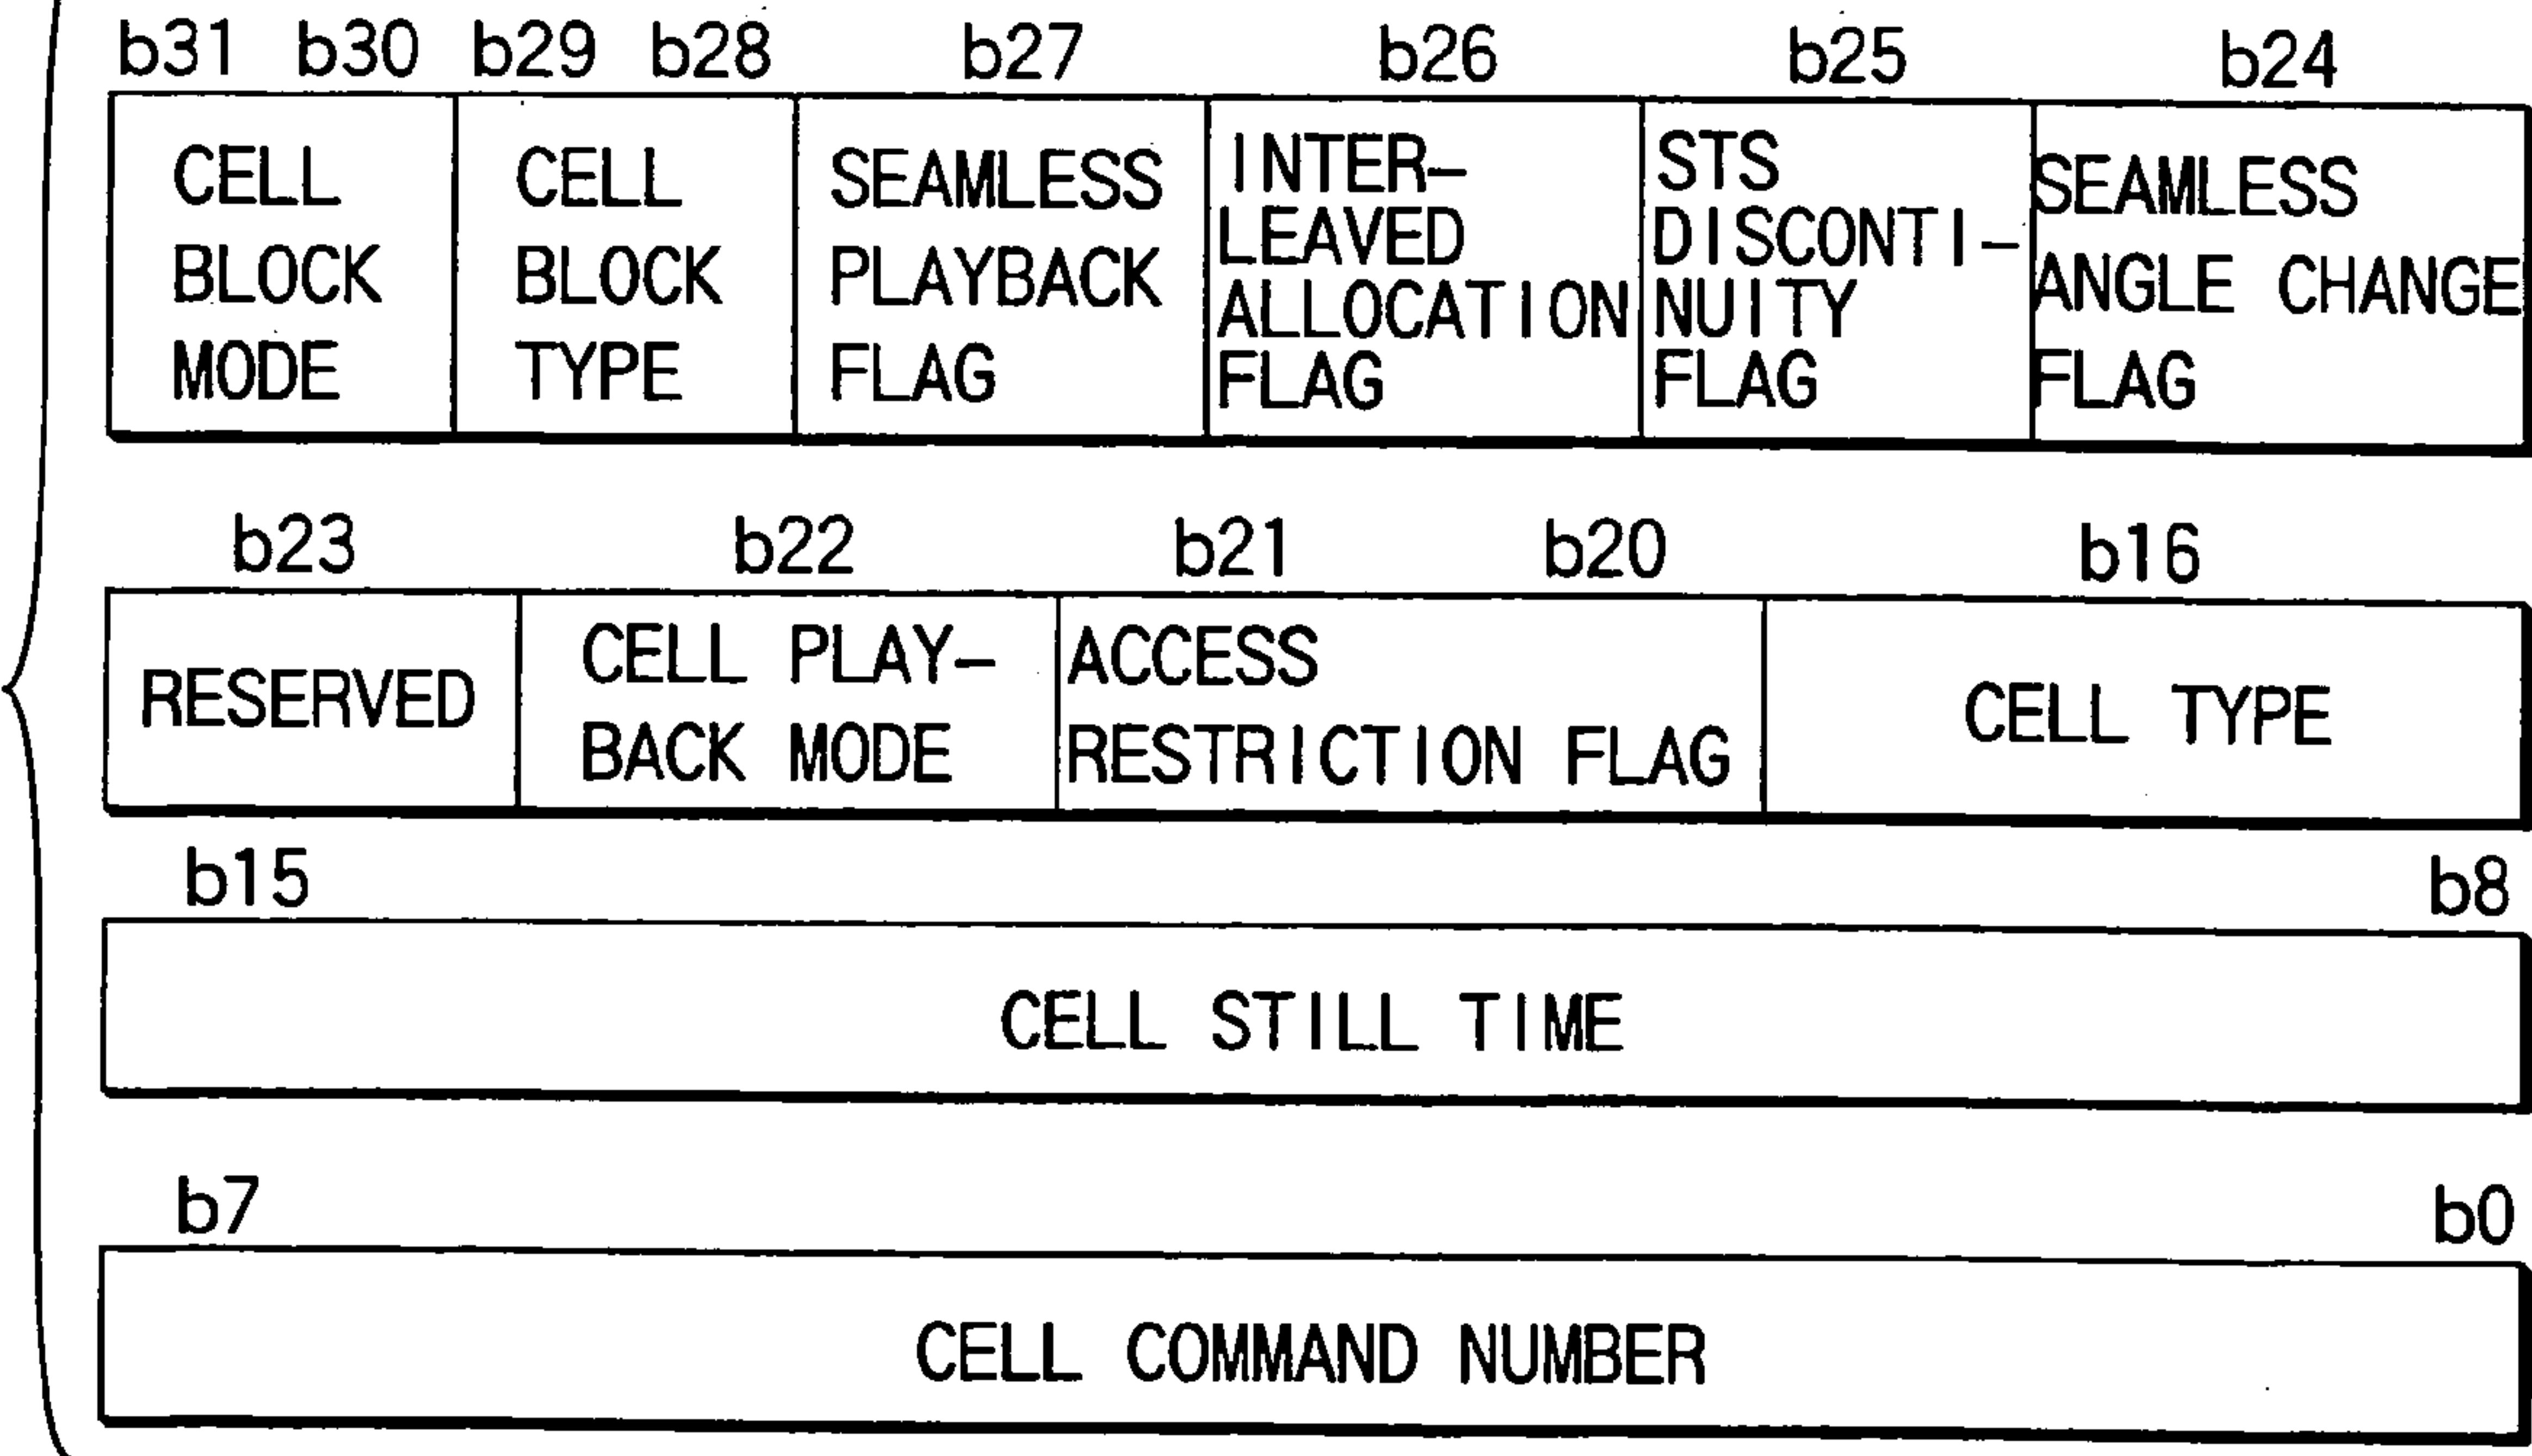 b31 b30 b29 b28 b27 b26 b25 b24
CELL
BLOCK
MODE
CELL
BLOCK
TYPE
SEAMLESS
PLAYBACK
FLAG
INTER-
LEAVED
ALLOCATION
FLAG
STS
DISCONTI-
NUITY
FLAG
SEAMLESS
ANGLE CHANGE
FLAG
b23 b22 b21 b20 b16
RESERVED
CELL PLAY-
BACK MODE
ACCESS
RESTRICTION FLAG
CELL TYPE
b15 b8
CELL STILL TIME
b7 b0
CELL COMMAND NUMBER